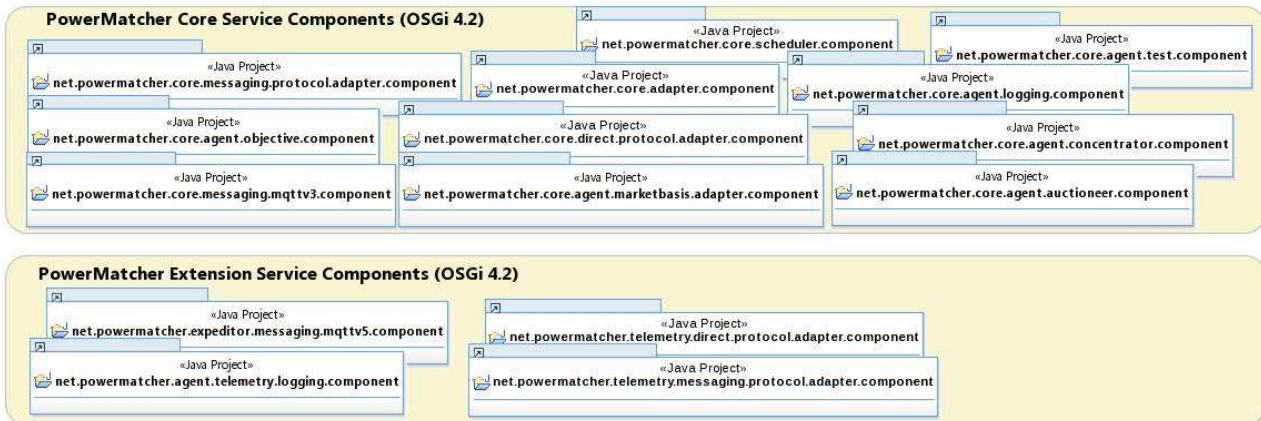 PowerMatcher Core Service Components (OSGi 4.2)
«Java Project»
net.powermatcher.core.scheduler.component
«Java Project»
net.powermatcher.core.agent.test.component
«Java Project»
net.powermatcher.core.messaging.protocol.adapter.component
«Java Project»
net.powermatcher.core.adapter.component
«Java Project»
net.powermatcher.core.agent.logging.component
«Java Project»
net.powermatcher.core.agent.objective.component
«Java Project»
net.powermatcher.core.direct.protocol.adapter.component
«Java Project»
net.powermatcher.core.agent.concentrator.component
«Java Project»
net.powermatcher.core.messaging.mqttv3.component
«Java Project»
net.powermatcher.core.agent.marketbasis.adapter.component
«Java Project»
net.powermatcher.core.agent.auctioneer.component
PowerMatcher Extension Service Components (OSGi 4.2)
«Java Project»
net.powermatcher.expeditor.messaging.mqttv5.component
«Java Project»
net.powermatcher.telemetry.direct.protocol.adapter.component
«Java Project»
net.powermatcher.agent.telemetry.logging.component
«Java Project»
net.powermatcher.telemetry.messaging.protocol.adapter.component